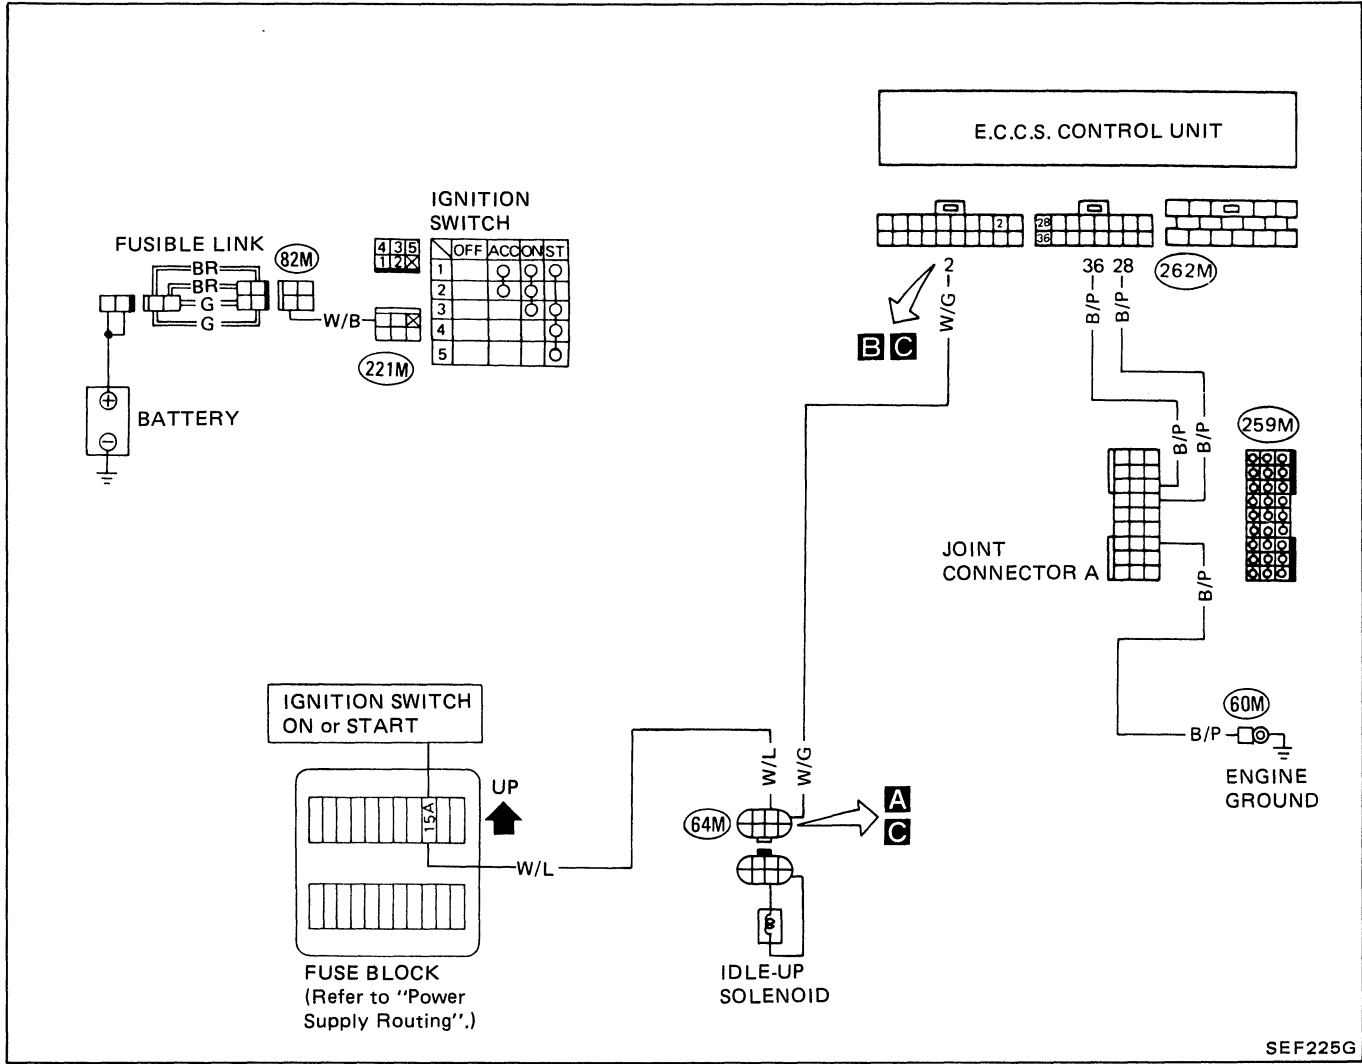 E.C.C.S. CONTROL UNIT
IGNITION
SWITCH
FUSIBLE LINK
82M
BR
BR
G
G
W/B
4 3 5
1 2
221M
OFF ACC ON ST
1
2
3
4
5
BATTERY
2
28
36
2
36 28
262M
W/G
B/P
B/P
B C
B/P
B/P
259M
JOINT
CONNECTOR A
B/P
60M
B/P
ENGINE
GROUND
IGNITION SWITCH
ON or START
UP
15A
W/L
W/L
W/G
64M
A
C
IDLE-UP
SOLENOID
FUSE BLOCK
(Refer to "Power
Supply Routing".)
SEF225G